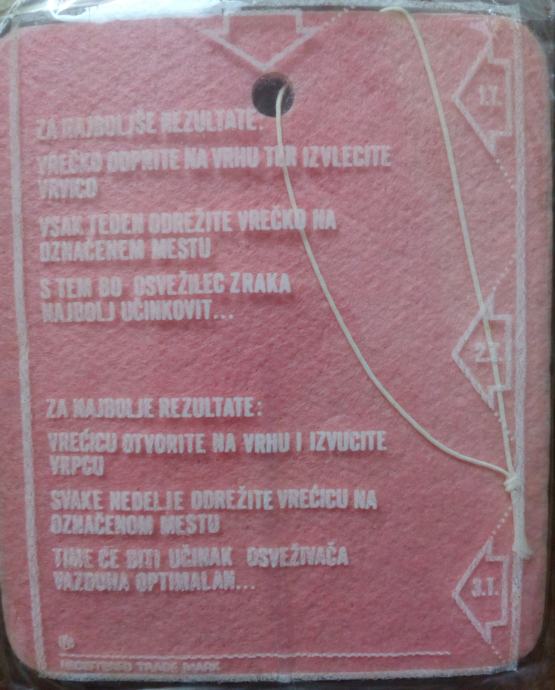 1.T.
ZA NAJBOLJŠE REZULTATE:
VREČKO ODPRITE NA VRHU TER IZVLECITE
VRVICO
VSAK TEDEN ODREŽITE VREČKO NA
OZNAČENEM MESTU
S TEM BO OSVEŽILEC ZRAKA
NAJBOLJ UČINKOVIT...
2.T.
ZA NAJBOLJE REZULTATE:
VREĆICU OTVORITE NA VRHU I IZVUCITE
VRPCO
SVAKE NEDELJE ODREŽITE VREĆICU NA
OZNAČENOM MESTU
TIME ĆE BITI UČINAK OSVEŽIVAČA
VAZDUHA OPTIMALAN...
3.T.
REGISTERED TRADE MARK